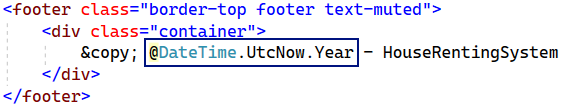 <footer class="border-top footer text-muted">
<div class="container">
&copy; @DateTime.UtcNow.Year - HouseRentingSystem
</div>
</footer>